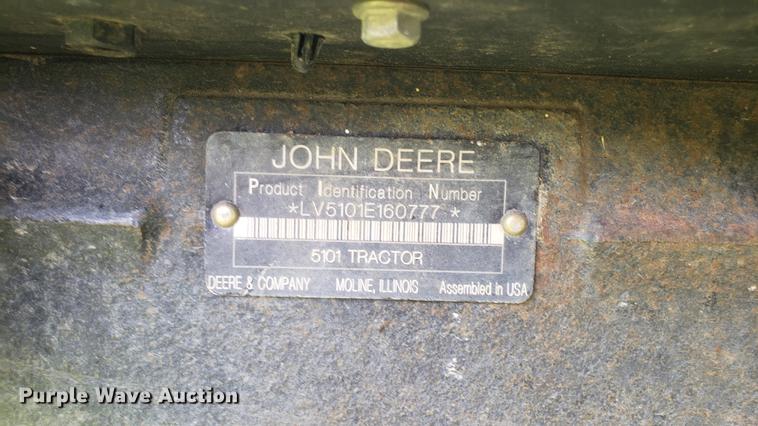 JOHN DEERE
Product Identification Number
*LV5101E160777*
5101 TRACTOR
DEERE & COMPANY MOLINE, ILLINOIS Assembled in USA
Purple Wave Auction